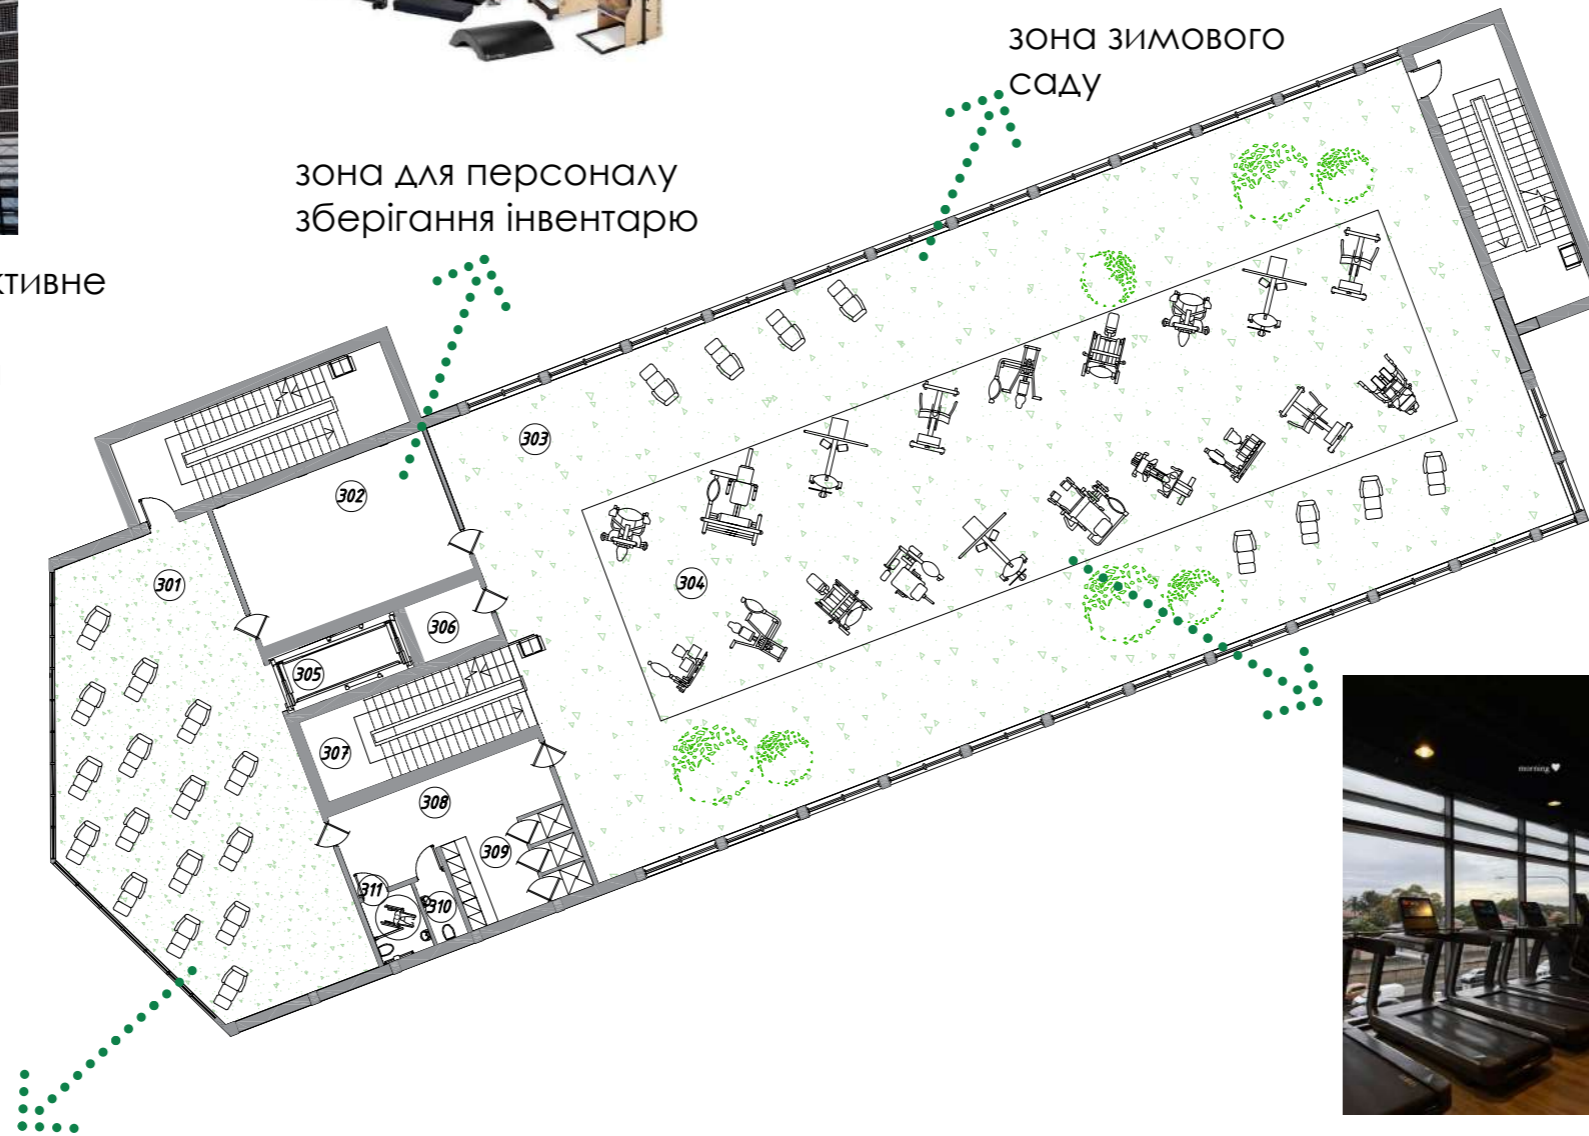 зона зимового
саду
зона для персоналу
зберігання інвентарю
ктивне
303
302
301
304
306
305
307
308
309
311
310
morning